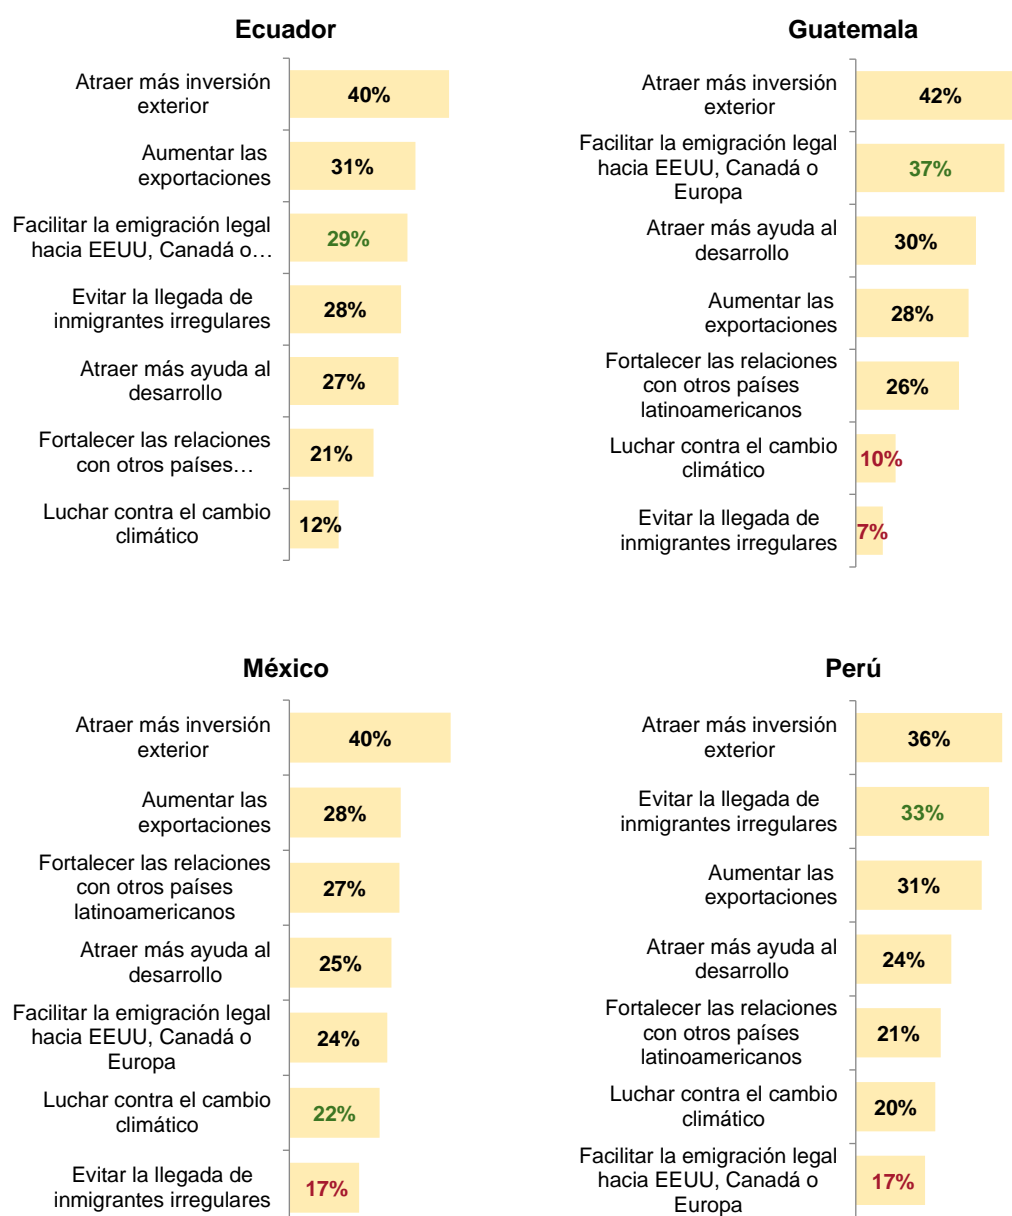 Ecuador
Atraer más inversión
exterior
40%
Aumentar las
exportaciones
31%
Facilitar la emigración legal
hacia EEUU, Canadá o…
29%
Evitar la llegada de
inmigrantes irregulares
28%
Atraer más ayuda al
desarrollo
27%
Fortalecer las relaciones
con otros países…
21%
Luchar contra el cambio
climático
12%
Guatemala
Atraer más inversión
exterior
42%
Facilitar la emigración legal
hacia EEUU, Canadá o
Europa
37%
Atraer más ayuda al
desarrollo
30%
Aumentar las
exportaciones
28%
Fortalecer las relaciones
con otros países
latinoamericanos
26%
Luchar contra el cambio
climático
10%
Evitar la llegada de
inmigrantes irregulares
7%
México
Atraer más inversión
exterior
40%
Aumentar las
exportaciones
28%
Fortalecer las relaciones
con otros países
latinoamericanos
27%
Atraer más ayuda al
desarrollo
25%
Facilitar la emigración legal
hacia EEUU, Canadá o
Europa
24%
Luchar contra el cambio
climático
22%
Evitar la llegada de
inmigrantes irregulares
17%
Perú
Atraer más inversión
exterior
36%
Evitar la llegada de
inmigrantes irregulares
33%
Aumentar las
exportaciones
31%
Atraer más ayuda al
desarrollo
24%
Fortalecer las relaciones
con otros países
latinoamericanos
21%
Luchar contra el cambio
climático
20%
Facilitar la emigración legal
hacia EEUU, Canadá o
Europa
17%